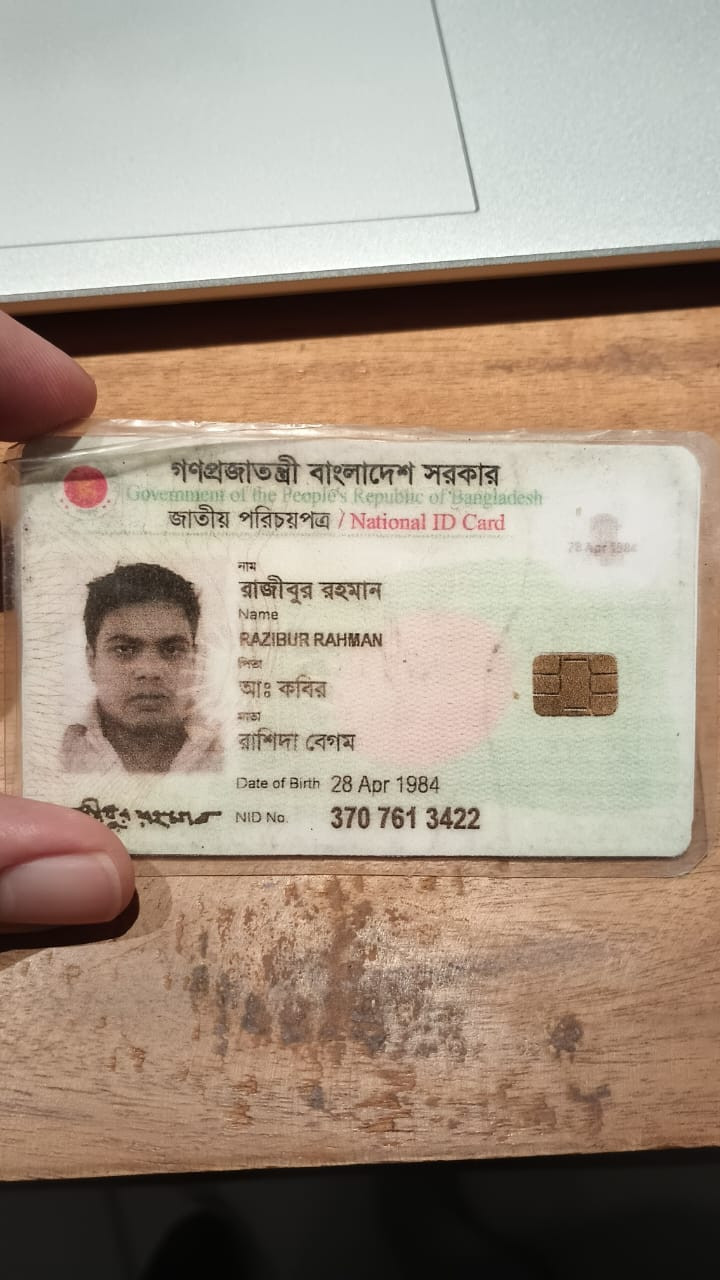 গণপ্রজাতন্ত্রী বাংলাদেশ সরকার
Government of the People's Republic of Bangladesh
জাতীয় পরিচয়পত্র / National ID Card
28 Apr 1984
নাম
রাজীবুর রহমান
Name
RAZIBUR RAHMAN
পিতা
আঃ কবির
মাতা
রাশিদা বেগম
Date of Birth 28 Apr 1984
NID No. 370 761 3422